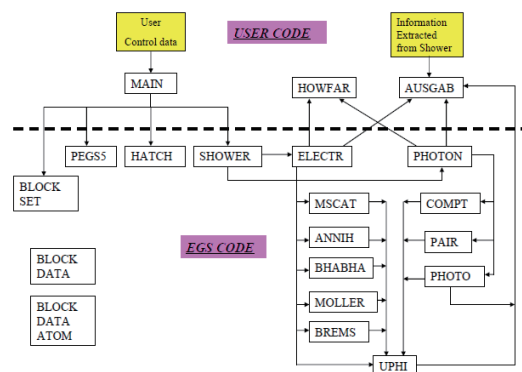 User
Control data
USER CODE
Information
Extracted
from Shower
MAIN
HOWFAR
AUSGAB
PEGS5
HATCH
SHOWER
ELECTR
PHOTON
BLOCK
SET
MSCAT
COMPT
EGS CODE
ANNIH
PAIR
BLOCK
DATA
BHABHA
PHOTO
MOLLER
BLOCK
DATA
ATOM
BREMS
UPHI